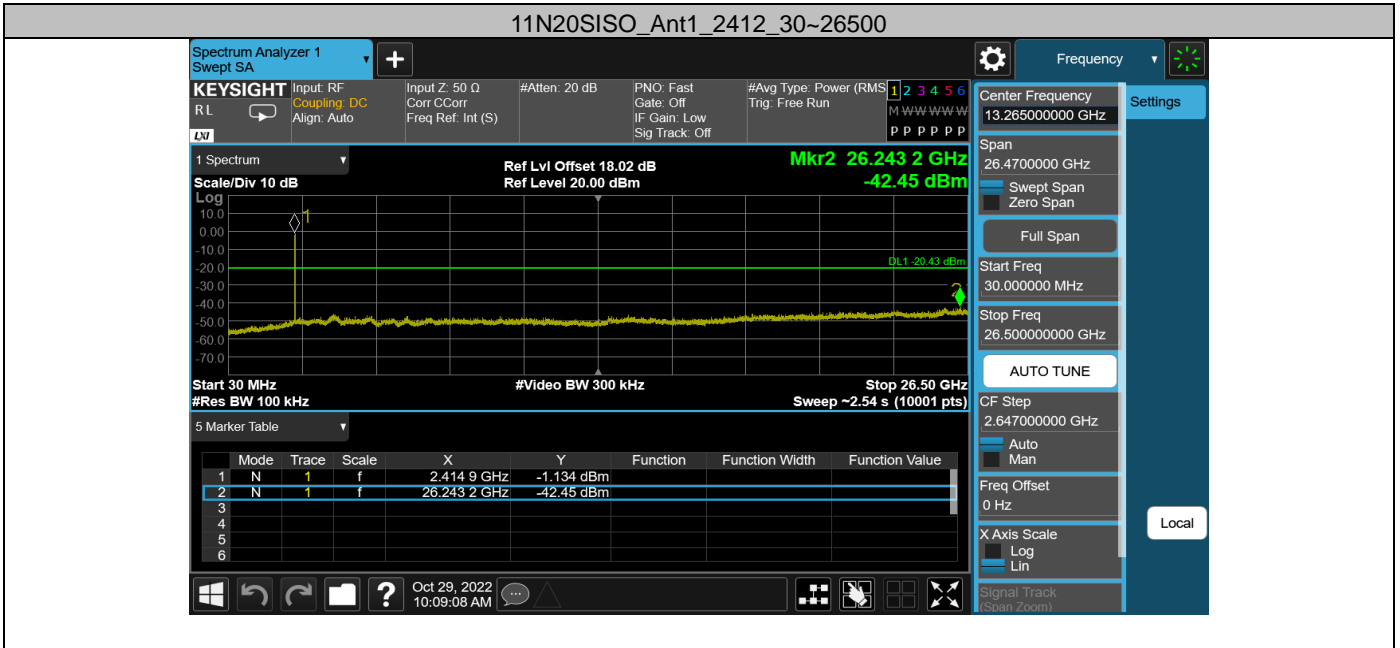 11N20SISO_Ant1_2412_30~26500
Spectrum Analyzer 1
Swept SA
Frequency
KEYSIGHT
RL
LXI
Input: RF
Coupling: DC
Align: Auto
Input Z: 50 Ω
Corr CCorr
Freq Ref: Int (S)
#Atten: 20 dB
PNO: Fast
Gate: Off
IF Gain: Low
Sig Track: Off
#Avg Type: Power (RMS
Trig: Free Run
1 2 3 4 5 6
M W W W W W
P P P P P P
1 Spectrum
Scale/Div 10 dB
Ref Lvl Offset 18.02 dB
Ref Level 20.00 dBm
Mkr2 26.243 2 GHz
-42.45 dBm
Log
10.0
0.00
-10.0
-20.0
-30.0
-40.0
-50.0
-60.0
-70.0
1
DL1 -20.43 dBm
2
Start 30 MHz
#Video BW 300 kHz
Stop 26.50 GHz
#Res BW 100 kHz
Sweep ~2.54 s (10001 pts)
5 Marker Table
Mode Trace Scale X Y Function Function Width Function Value
1 N 1 f 2.414 9 GHz -1.134 dBm
2 N 1 f 26.243 2 GHz -42.45 dBm
3
4
5
6
Oct 29, 2022
10:09:08 AM
Center Frequency
13.265000000 GHz
Settings
Span
26.4700000 GHz
Swept Span
Zero Span
Full Span
Start Freq
30.000000 MHz
Stop Freq
26.500000000 GHz
AUTO TUNE
CF Step
2.647000000 GHz
Auto
Man
Freq Offset
0 Hz
Local
X Axis Scale
Log
Lin
Signal Track
(Span Zoom)